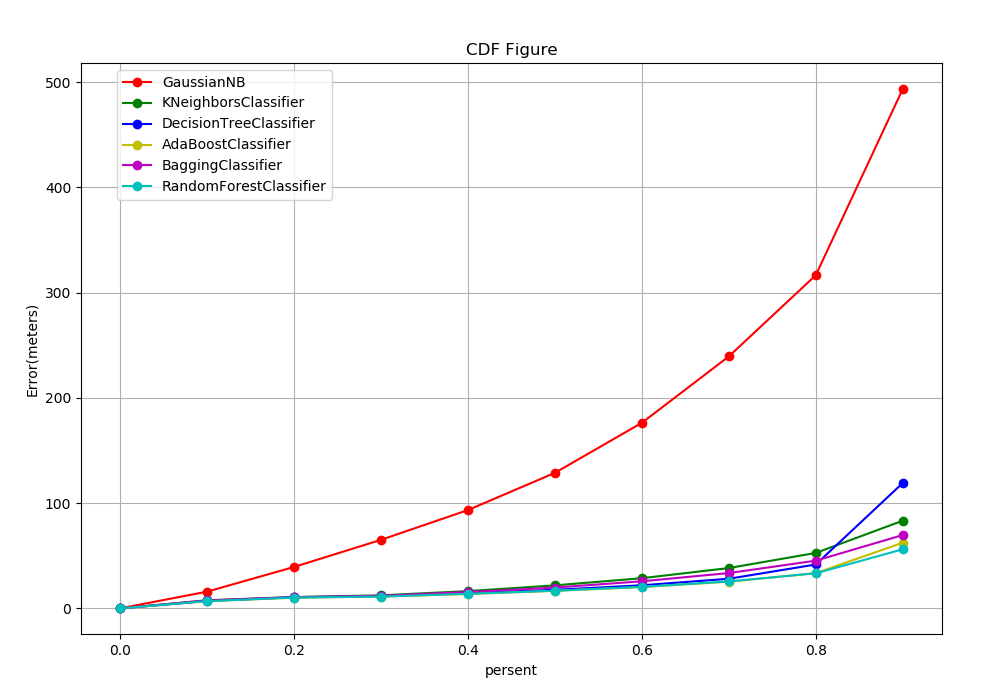 CDF Figure
GaussianNB
KNeighborsClassifier
DecisionTreeClassifier
AdaBoostClassifier
BaggingClassifier
RandomForestClassifier
500
400
300
200
100
0
Error(meters)
0.0 0.2 0.4 0.6 0.8
persent